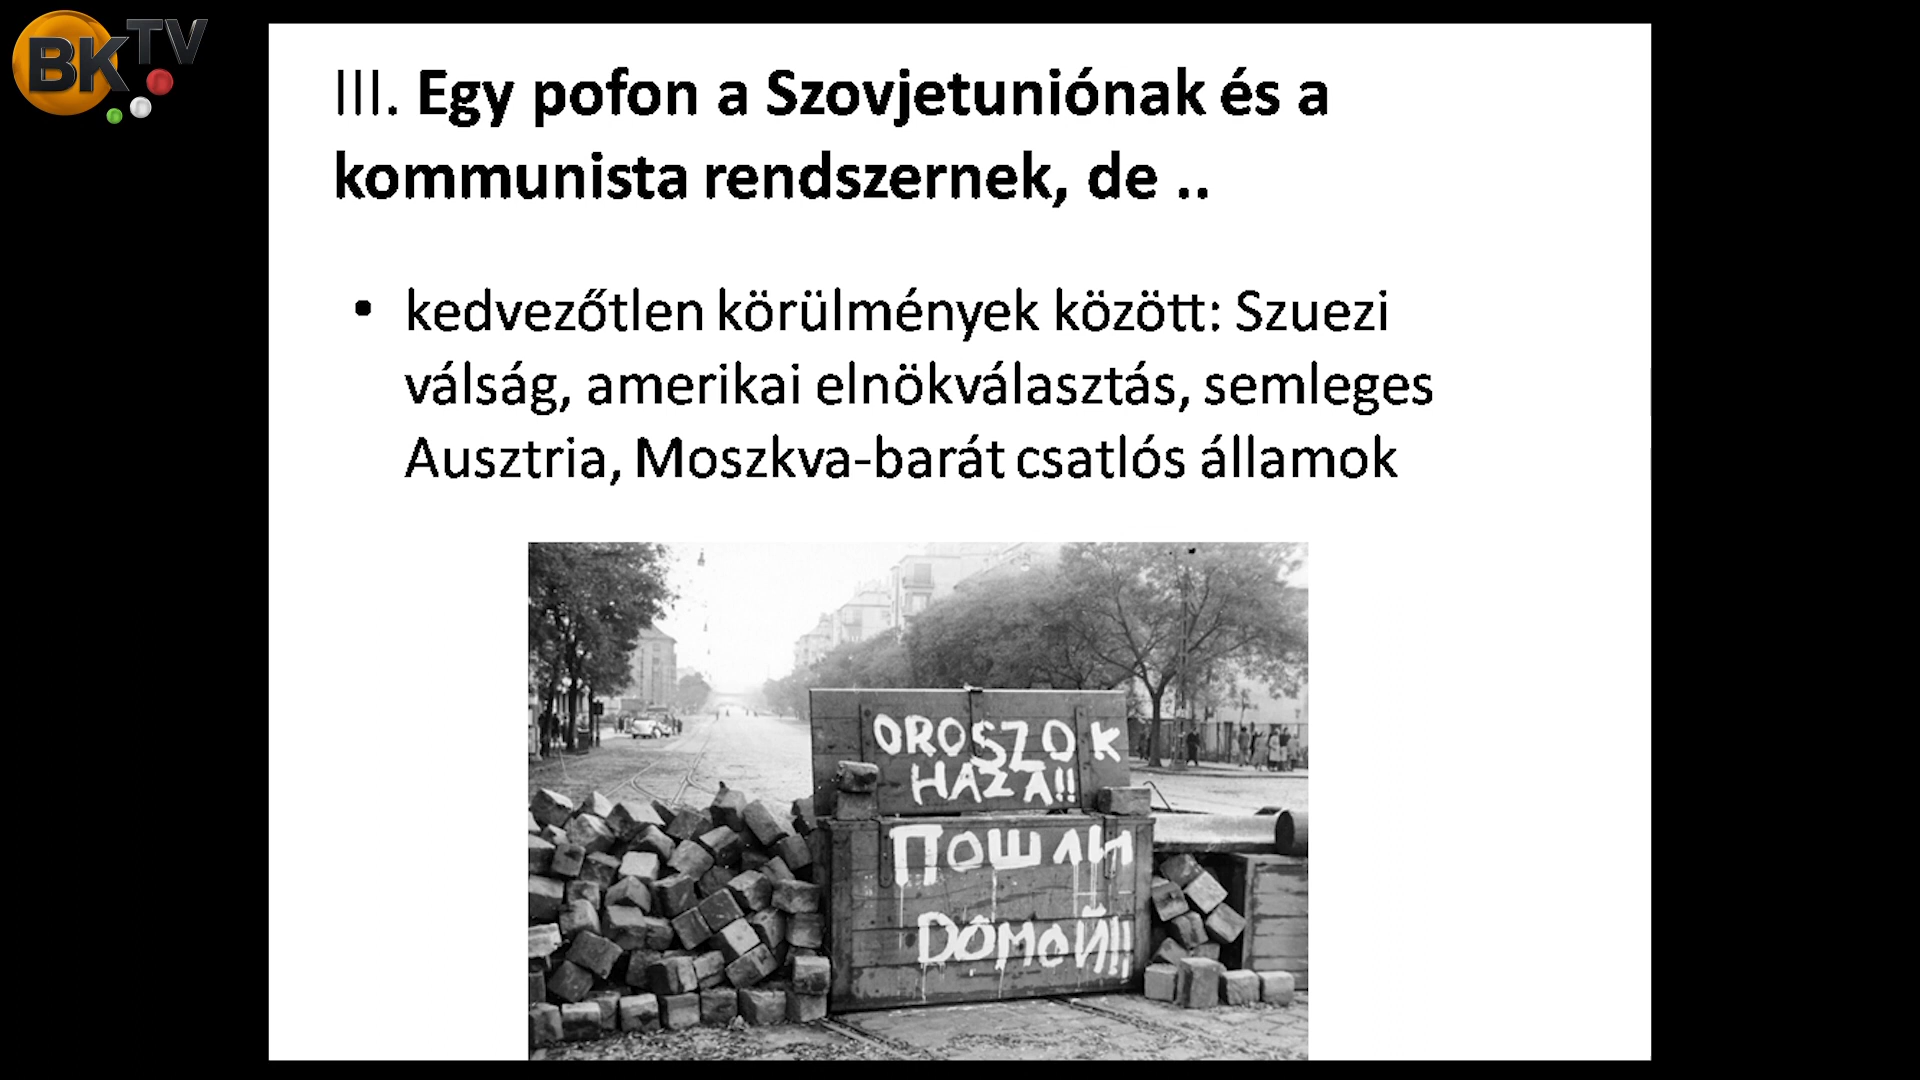 BKTV
III. Egy pofon a Szovjetuniónak és a
kommunista rendszernek, de ..
• kedvezőtlen körülmények között: Szuezi
válság, amerikai elnökválasztás, semleges
Ausztria, Moszkva-barát csatlós államok
OROSZOK
HAZA!!
ПОШЛИ
DОМОЙ!!